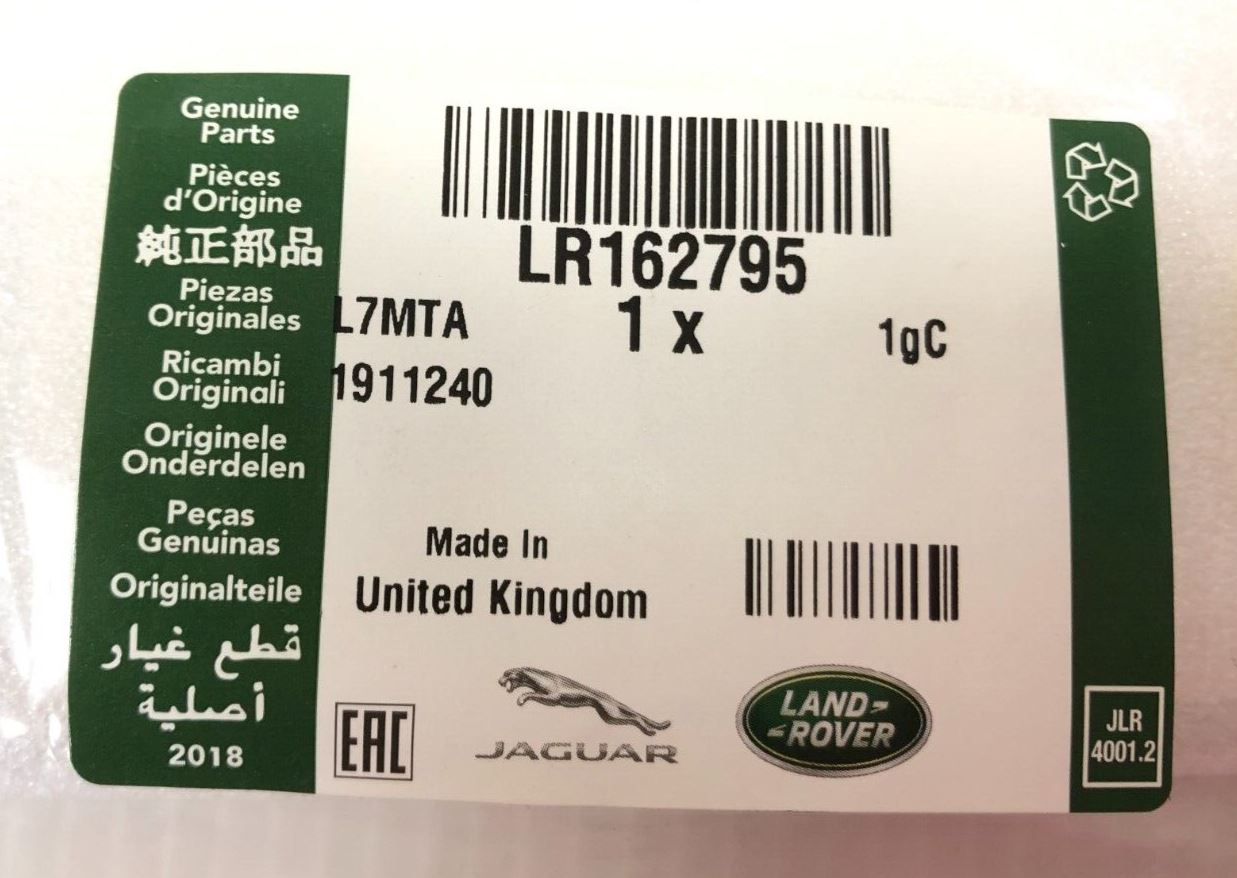 Genuine
Parts
Pièces
d'Origine
純正部品
Piezas
Originales
Ricambi
Originali
Originele
Onderdelen
Peças
Genuinas
Originalteile
قطع غيار
أصلية
2018
LR162795
L7MTA
1 x
1gC
1911240
Made In
United Kingdom
EAC
JAGUAR
LAND-
-ROVER
JLR
4001.2